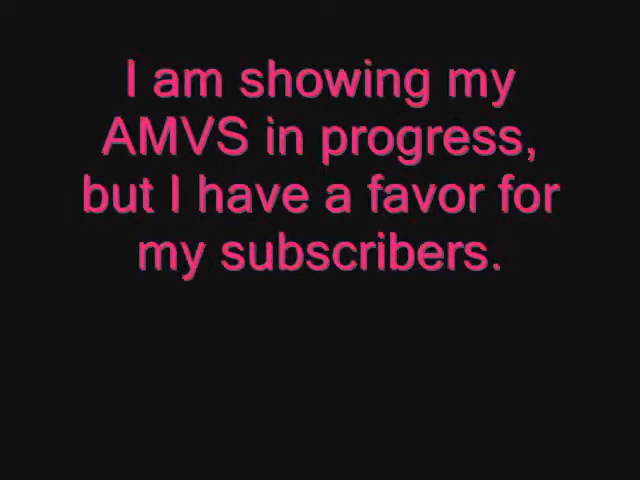 I am showing my
AMVS in progress,
but I have a favor for
my subscribers.